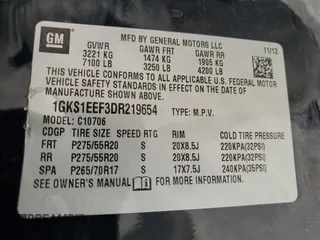 GM
MFD BY GENERAL MOTORS LLC
GVWR GAWR FRT GAWR RR 11/12
3221 KG 1474 KG 1905 KG
7100 LB 3250 LB 4200 LB
THIS VEHICLE CONFORMS TO ALL APPLICABLE U.S.
FEDERAL MOTOR VEHICLE SAFETY AND THEFT PREVENTION
STANDARDS IN EFFECT ON THE DATE OF
MANUFACTURE SHOWN ABOVE.
1GKS1EEF3DR219654 TYPE: M.P.V.
MODEL: C10706
CDGP TIRE SIZE SPEED RTG RIM COLD TIRE PRESSURE
FRT P275/55R20 S 20X8.5J 220KPA(32PSI)
RR P275/55R20 S 20X8.5J 220KPA(32PSI)
SPA P265/70R17 S 17X7.5J 240KPA(35PSI)
SEE OWNER'S MANUAL FOR ADDITIONAL INFORMATION.